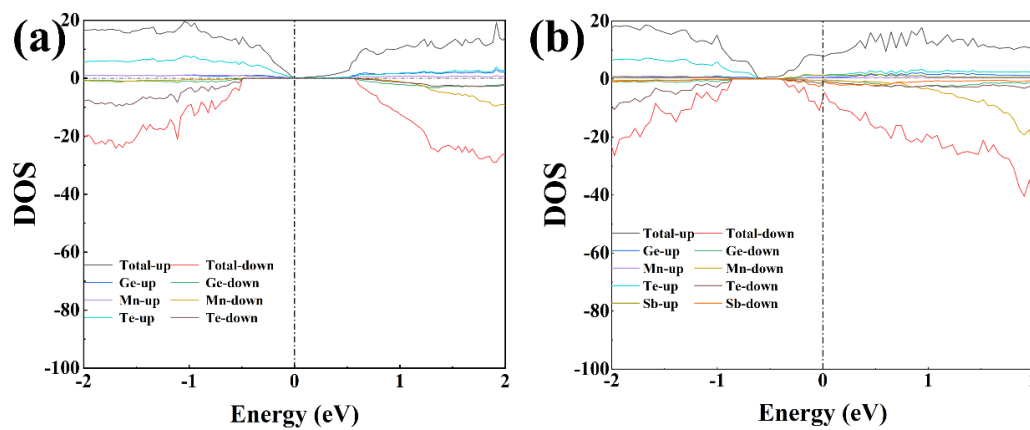 (a)
DOS
20
0
-20
-40
-60
-80
-100
Total-up Total-down
Ge-up Ge-down
Mn-up Mn-down
Te-up Te-down
-2 -1 0 1 2
Energy (eV)
(b)
DOS
20
0
-20
-40
-60
-80
-100
Total-up Total-down
Ge-up Ge-down
Mn-up Mn-down
Te-up Te-down
Sb-up Sb-down
-2 -1 0 1
Energy (eV)